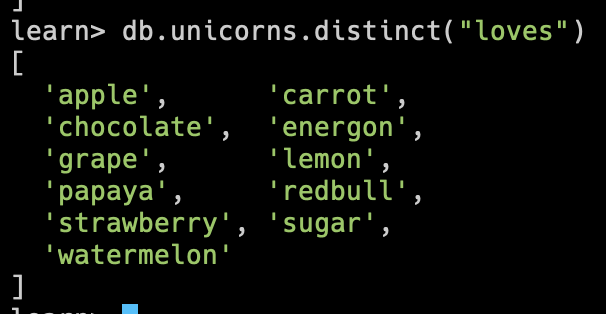 ]
learn> db.unicorns.distinct("loves")
[
  'apple',      'carrot',
  'chocolate',  'energon',
  'grape',      'lemon',
  'papaya',     'redbull',
  'strawberry', 'sugar',
  'watermelon'
]
learn>